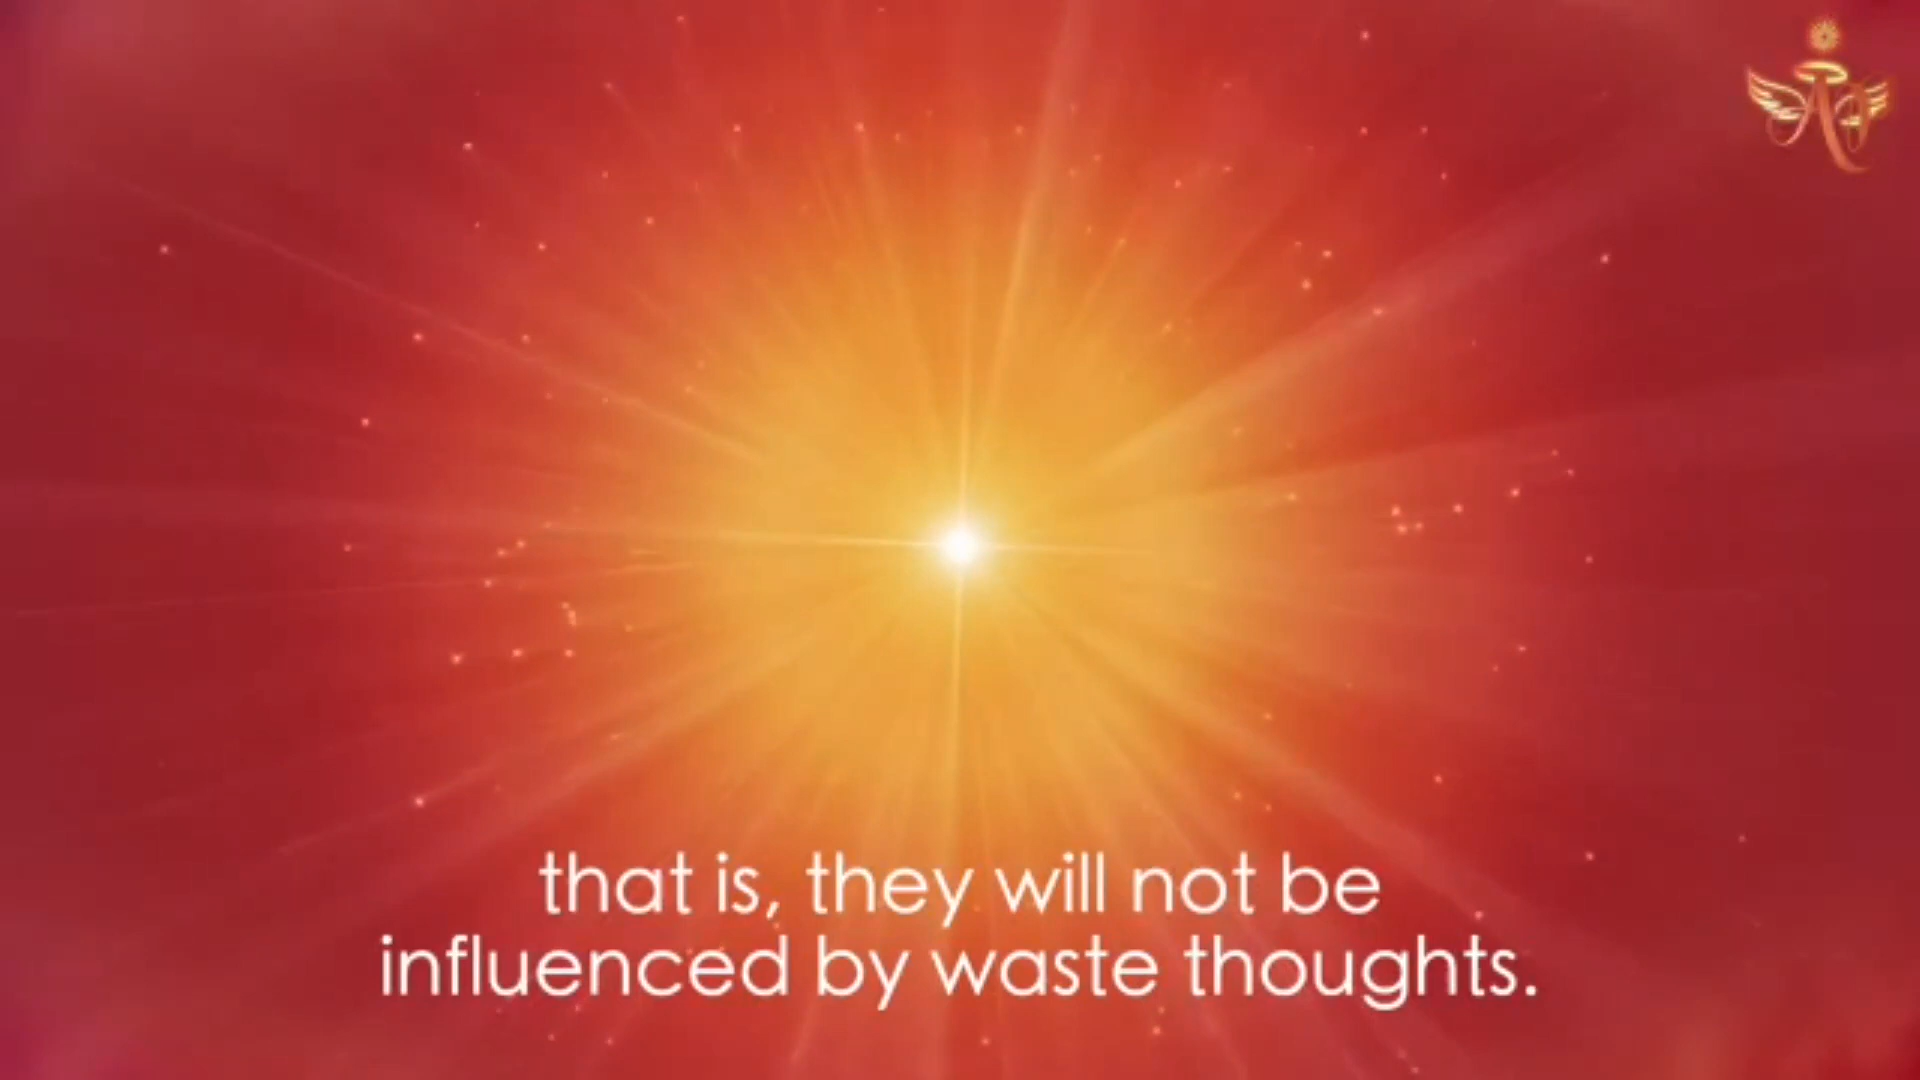 that is, they will not be
influenced by waste thoughts.